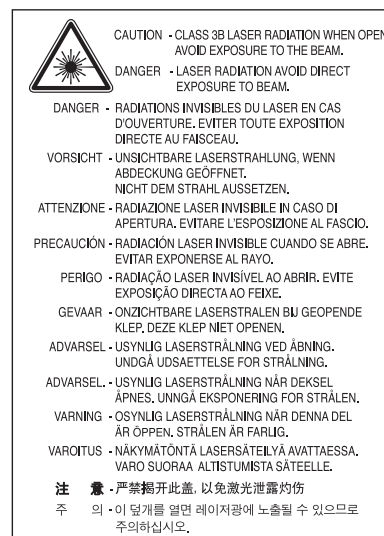 CAUTION - CLASS 3B LASER RADIATION WHEN OPEN
AVOID EXPOSURE TO THE BEAM.
DANGER - LASER RADIATION AVOID DIRECT
EXPOSURE TO BEAM.
DANGER - RADIATIONS INVISIBLES DU LASER EN CAS
D'OUVERTURE. EVITER TOUTE EXPOSITION
DIRECTE AU FAISCEAU.
VORSICHT - UNSICHTBARE LASERSTRAHLUNG, WENN
ABDECKUNG GEÖFFNET.
NICHT DEM STRAHL AUSSETZEN.
ATTENZIONE - RADIAZIONE LASER INVISIBILE IN CASO DI
APERTURA. EVITARE L'ESPOSIZIONE AL FASCIO.
PRECAUCIÓN - RADIACIÓN LASER INVISIBLE CUANDO SE ABRE.
EVITAR EXPONERSE AL RAYO.
PERIGO - RADIAÇÃO LASER INVISÍVEL AO ABRIR. EVITE
EXPOSIÇÃO DIRECTA AO FEIXE.
GEVAAR - ONZICHTBARE LASERSTRALEN BIJ GEOPENDE
KLEP. DEZE KLEP NIET OPENEN.
ADVARSEL - USYNLIG LASERSTRÅLNING VED ÅBNING.
UNDGÅ UDSAETTELSE FOR STRÅLNING.
ADVARSEL. - USYNLIG LASERSTRÅLNING NÅR DEKSEL
ÅPNES. UNNGÅ EKSPONERING FOR STRÅLEN.
VARNING - OSYNLIG LASERSTRÅLNING NÄR DENNA DEL
ÄR ÖPPEN. STRÅLEN ÄR FARLIG.
VAROITUS - NÄKYMÄTÖNTÄ LASERSÄTEILYÄ AVATTAESSA.
VARO SUORAA ALTISTUMISTA SÄTEELLE.
注 意 - 严禁揭开此盖, 以免激光泄露灼伤
주 의 - 이 덮개를 열면 레이저광에 노출될 수 있으므로
주의하십시오.